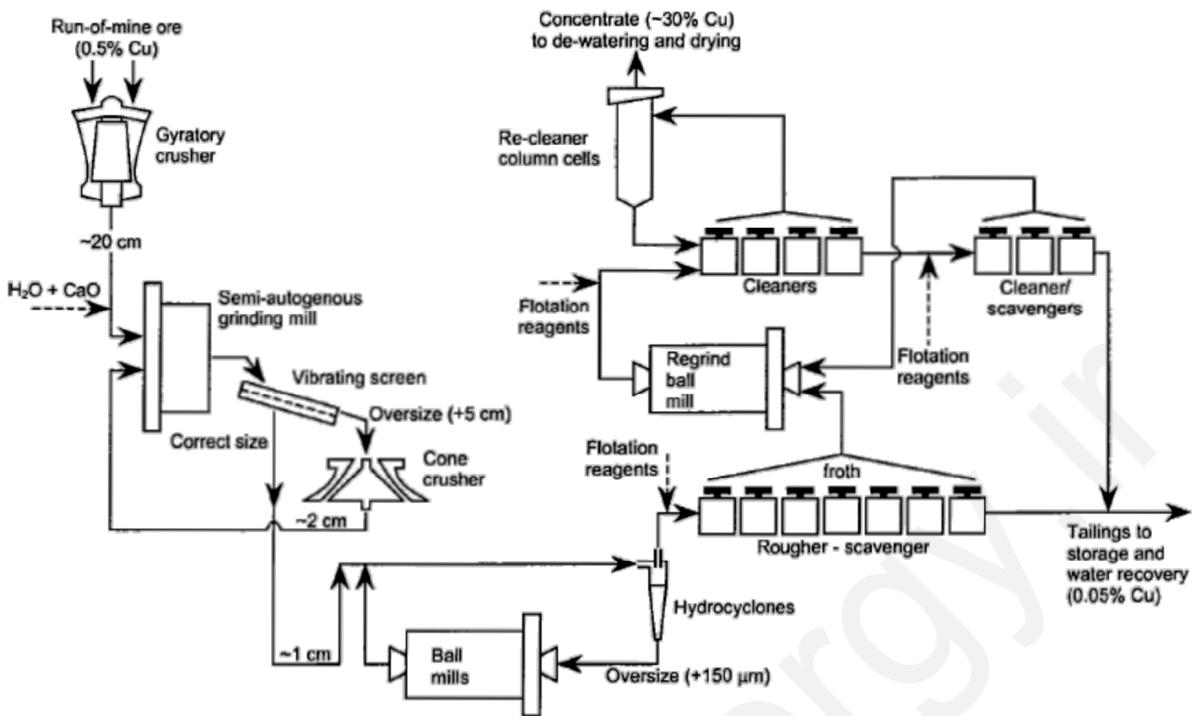 Run-of-mine ore
(0.5% Cu)
Gyratory
crusher
~20 cm
H₂O + CaO
Semi-autogenous
grinding mill
Vibrating screen
Oversize (+5 cm)
Correct size
Cone
crusher
~2 cm
~1 cm
Ball
mills
Oversize (+150 μm)
Hydrocyclones
Flotation
reagents
froth
Rougher - scavenger
Regrind
ball
mill
Flotation
reagents
Cleaners
Re-cleaner
column cells
Concentrate (~30% Cu)
to de-watering and drying
Flotation
reagents
Cleaner/
scavengers
Tailings to
storage and
water recovery
(0.05% Cu)
ergy.ir